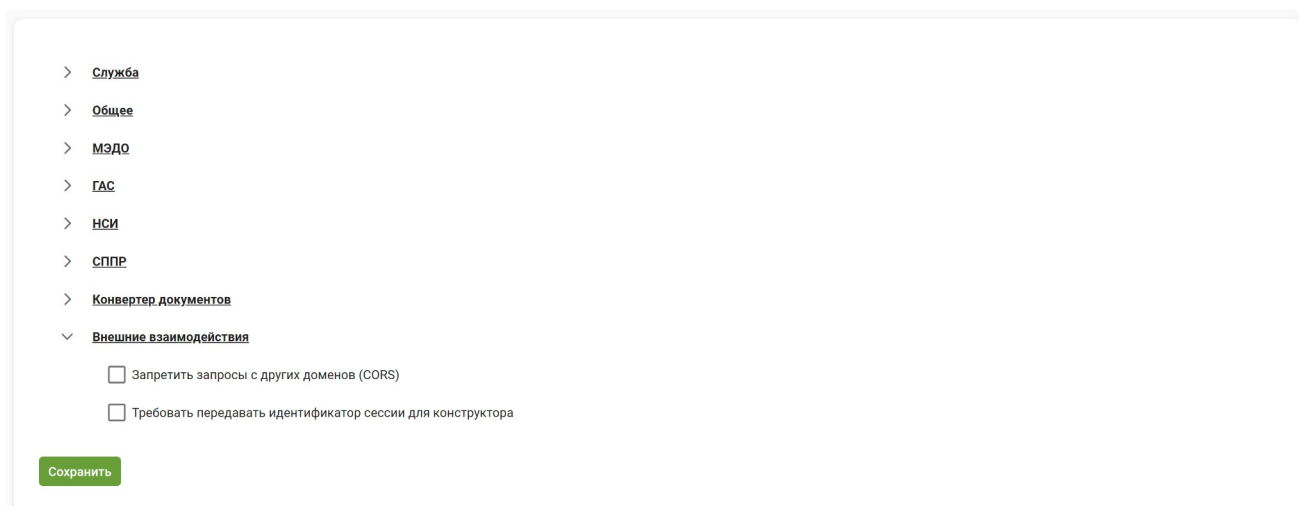 Служба
Общее
МЭДО
ГАС
НСИ
СППР
Конвертер документов
Внешние взаимодействия
Запретить запросы с других доменов (CORS)
Требовать передавать идентификатор сессии для конструктора
Сохранить